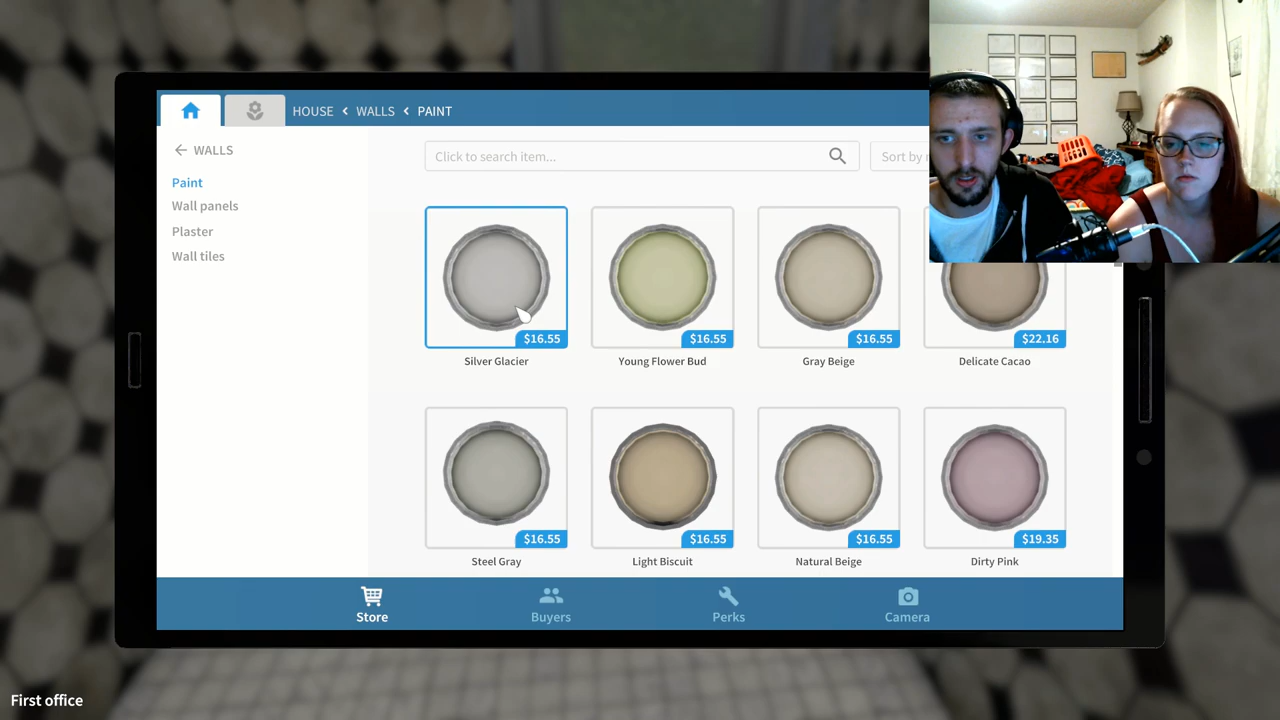 HOUSE < WALLS < PAINT
WALLS
Click to search item...
Sort by
Paint
Wall panels
Plaster
Wall tiles
$16.55
$16.55
$16.55
$22.16
Silver Glacier
Young Flower Bud
Gray Beige
Delicate Cacao
$16.55
$16.55
$16.55
$19.35
Steel Gray
Light Biscuit
Natural Beige
Dirty Pink
Store
Buyers
Perks
Camera
First office